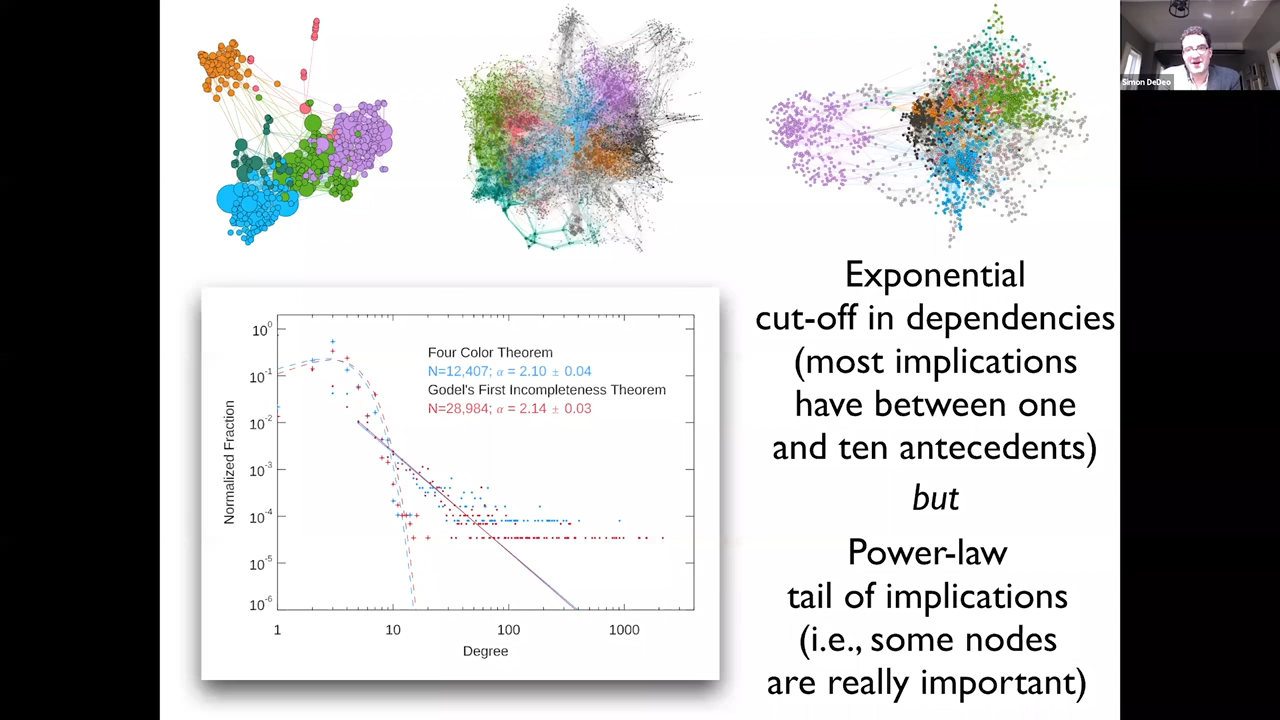 Simon DeDeo
Exponential
cut-off in dependencies
(most implications
have between one
and ten antecedents)
but
Power-law
tail of implications
(i.e., some nodes
are really important)
Four Color Theorem
N=12,407; α = 2.10 ± 0.04
Godel's First Incompleteness Theorem
N=28,984; α = 2.14 ± 0.03
Normalized Fraction
10^0
10^-1
10^-2
10^-3
10^-4
10^-5
10^-6
1 10 100 1000
Degree